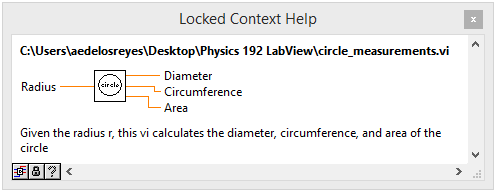 Locked Context Help
x
C:\Users\aedelosreyes\Desktop\Physics 192 LabView\circle_measurements.vi
Radius
circle
Diameter
Circumference
Area
Given the radius r, this vi calculates the diameter, circumference, and area of the
circle
?